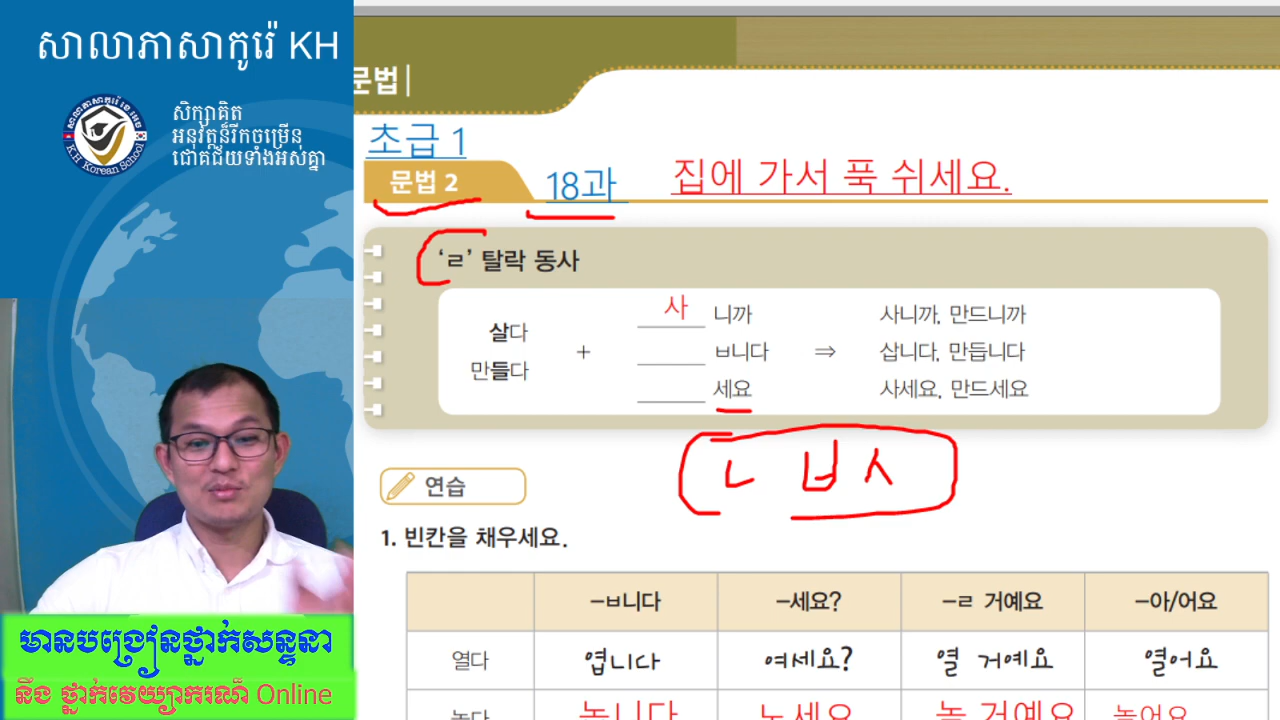 សាលាភាសាកូរ៉េ KH
សិក្សាគិត
អនុវត្តន៏រីកចម្រើន
ជោគជ័យទាំងអស់គ្នា
K.H Korean School
문법
초급 1
문법 2
18과
집에 가서 푹 쉬세요.
‘ㄹ’ 탈락 동사
살다
만들다
+
사 니까
ㅂ니다
세요
⇒
사니까, 만드니까
삽니다, 만듭니다
사세요, 만드세요
ㄴ ㅂ ㅅ
연습
1. 빈칸을 채우세요.
–ㅂ니다 –세요? –ㄹ 거예요 –아/어요
열다 엽니다 여세요? 열 거예요 열어요
មានបង្រៀនថ្នាក់សន្ទនា
និង ថ្នាក់វេយ្យាករណ៏ Online